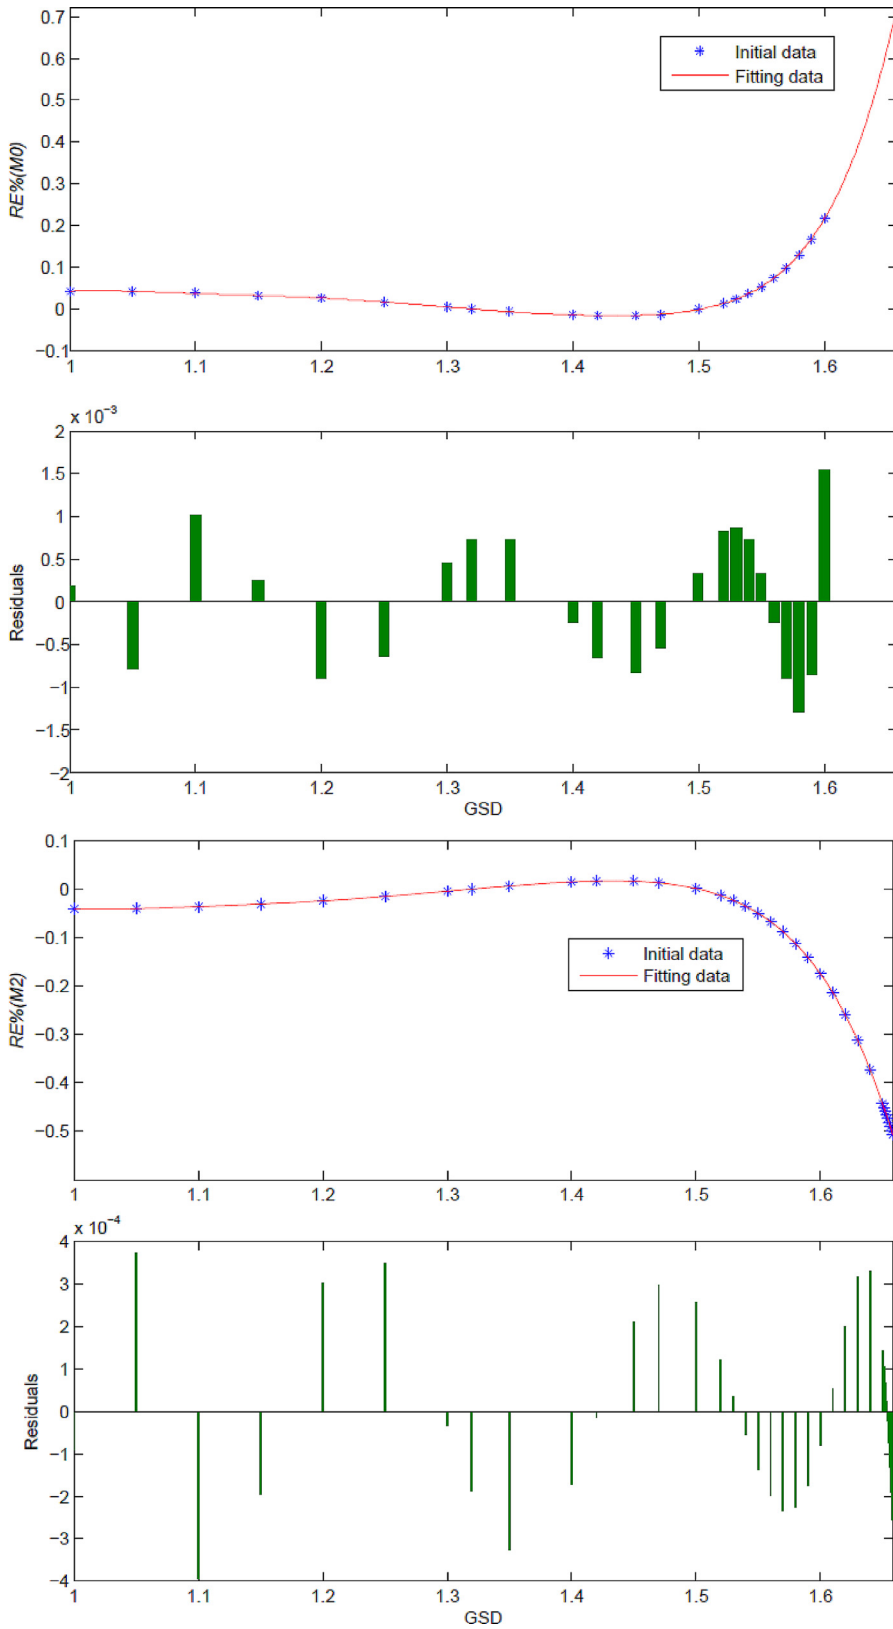 0.7
0.6
0.5
0.4
0.3
0.2
0.1
0
−0.1
RE%(M0)
Initial data
Fitting data
1 1.1 1.2 1.3 1.4 1.5 1.6
x 10−3
2
1.5
1
0.5
0
−0.5
−1
−1.5
−2
Residuals
1 1.1 1.2 1.3 1.4 1.5 1.6
GSD
0.1
0
−0.1
−0.2
−0.3
−0.4
−0.5
RE%(M2)
Initial data
Fitting data
1 1.1 1.2 1.3 1.4 1.5 1.6
x 10−4
4
3
2
1
0
−1
−2
−3
−4
Residuals
1 1.1 1.2 1.3 1.4 1.5 1.6
GSD